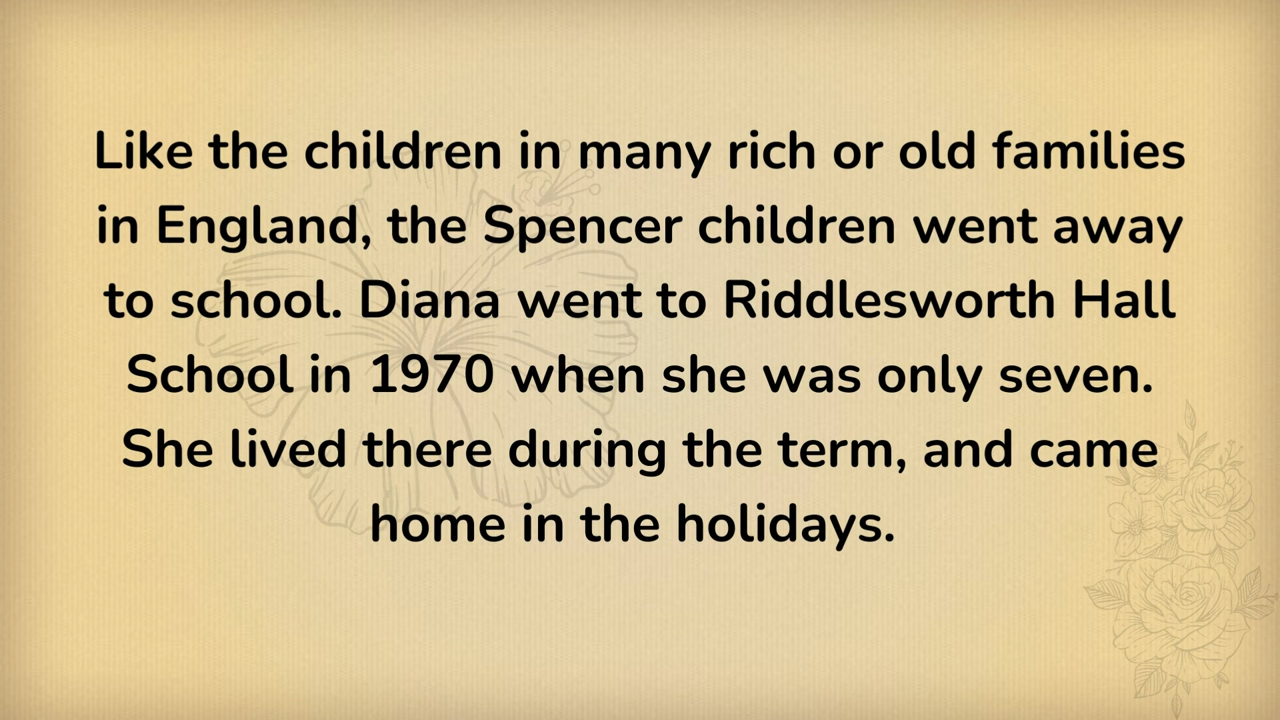 Like the children in many rich or old families
in England, the Spencer children went away
to school. Diana went to Riddlesworth Hall
School in 1970 when she was only seven.
She lived there during the term, and came
home in the holidays.